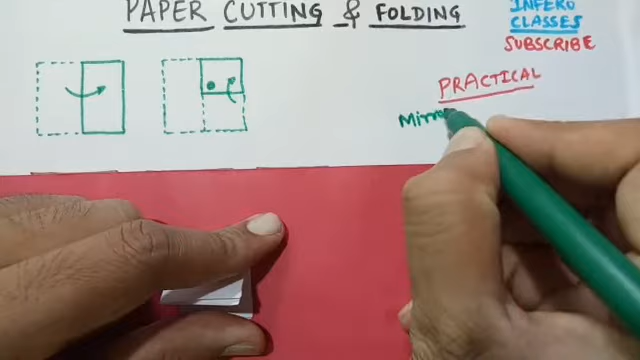 PAPER CUTTING & FOLDING
INFERO
CLASSES
SUBSCRIBE
PRACTICAL